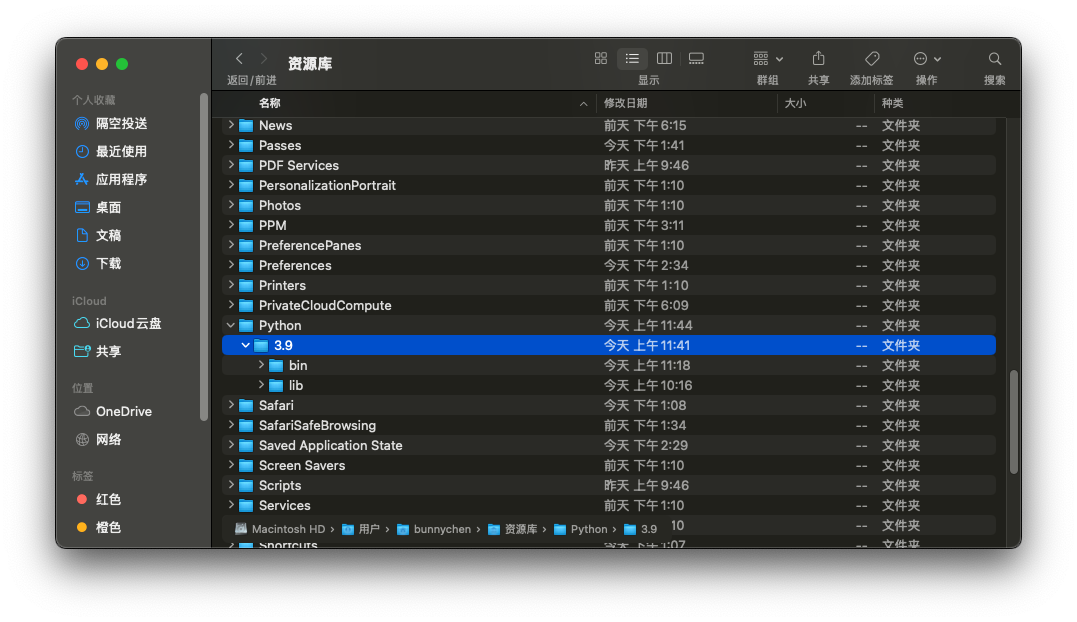 资源库
返回/前进
显示
群组
共享
添加标签
操作
搜索
个人收藏
隔空投送
最近使用
应用程序
桌面
文稿
下载
iCloud
iCloud云盘
共享
位置
OneDrive
网络
标签
红色
橙色
名称 修改日期 大小 种类
News 前天 下午6:15 -- 文件夹
Passes 今天 下午1:41 -- 文件夹
PDF Services 昨天 上午9:46 -- 文件夹
PersonalizationPortrait 前天 下午1:10 -- 文件夹
Photos 前天 下午1:10 -- 文件夹
PPM 前天 下午3:11 -- 文件夹
PreferencePanes 前天 下午1:10 -- 文件夹
Preferences 今天 下午2:34 -- 文件夹
Printers 前天 下午1:10 -- 文件夹
PrivateCloudCompute 前天 下午6:09 -- 文件夹
Python 今天 上午11:44 -- 文件夹
3.9 今天 上午11:41 -- 文件夹
bin 今天 上午11:18 -- 文件夹
lib 今天 上午10:16 -- 文件夹
Safari 今天 下午1:08 -- 文件夹
SafariSafeBrowsing 前天 下午1:34 -- 文件夹
Saved Application State 今天 下午2:29 -- 文件夹
Screen Savers 前天 下午1:10 -- 文件夹
Scripts 昨天 上午9:46 -- 文件夹
Services 前天 下午1:10 -- 文件夹
Macintosh HD › 用户 › bunnychen › 资源库 › Python › 3.9 10 -- 文件夹
Shortcuts 今天 下午1:07 -- 文件夹